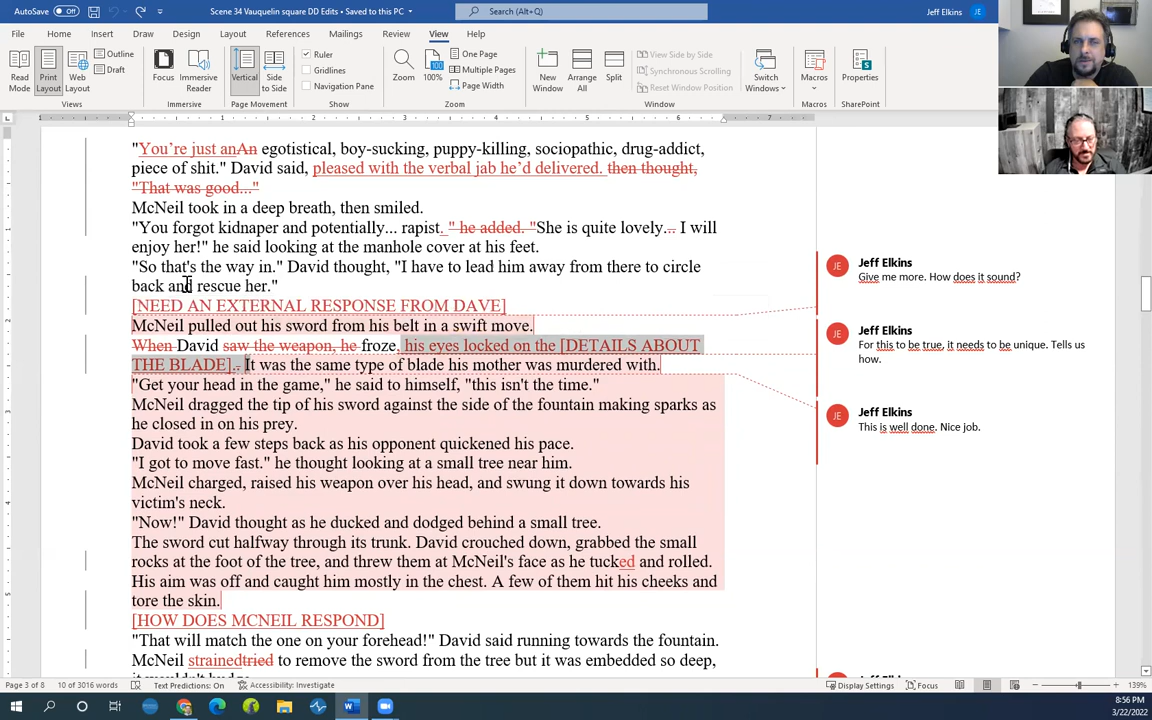 AutoSave Off
Scene 34 Vauquelin square DD Edits • Saved to this PC
Search (Alt+Q)
Jeff Elkins JE
File Home Insert Draw Design Layout References Mailings Review View Help
Read Mode
Print Layout
Web Layout
Outline
Draft
Views
Focus
Immersive Reader
Immersive
Vertical
Side to Side
Page Movement
Ruler
Gridlines
Navigation Pane
Show
Zoom
100%
One Page
Multiple Pages
Page Width
Zoom
New Window
Arrange All
Split
View Side by Side
Synchronous Scrolling
Reset Window Position
Window
Switch Windows
Macros
Macros
Properties
SharePoint
"You're just anAn egotistical, boy-sucking, puppy-killing, sociopathic, drug-addict,
piece of shit." David said, pleased with the verbal jab he'd delivered. then thought,
"That was good..."
McNeil took in a deep breath, then smiled.
"You forgot kidnaper and potentially... rapist. " he added. "She is quite lovely... I will
enjoy her!" he said looking at the manhole cover at his feet.
"So that's the way in." David thought, "I have to lead him away from there to circle
back and rescue her."
[NEED AN EXTERNAL RESPONSE FROM DAVE]
McNeil pulled out his sword from his belt in a swift move.
When David saw the weapon, he froze. his eyes locked on the [DETAILS ABOUT
THE BLADE].. It was the same type of blade his mother was murdered with.
"Get your head in the game," he said to himself, "this isn't the time."
McNeil dragged the tip of his sword against the side of the fountain making sparks as
he closed in on his prey.
David took a few steps back as his opponent quickened his pace.
"I got to move fast." he thought looking at a small tree near him.
McNeil charged, raised his weapon over his head, and swung it down towards his
victim's neck.
"Now!" David thought as he ducked and dodged behind a small tree.
The sword cut halfway through its trunk. David crouched down, grabbed the small
rocks at the foot of the tree, and threw them at McNeil's face as he tucked and rolled.
His aim was off and caught him mostly in the chest. A few of them hit his cheeks and
tore the skin.
[HOW DOES MCNEIL RESPOND]
"That will match the one on your forehead!" David said running towards the fountain.
McNeil strainedtried to remove the sword from the tree but it was embedded so deep,
JE Jeff Elkins
Give me more. How does it sound?
JE Jeff Elkins
For this to be true, it needs to be unique. Tell us
how.
JE Jeff Elkins
This is well done. Nice job.
Page 3 of 8 10 of 3016 words Text Predictions: On Accessibility: Investigate Display Settings Focus 139%
8:56 PM
3/22/2022